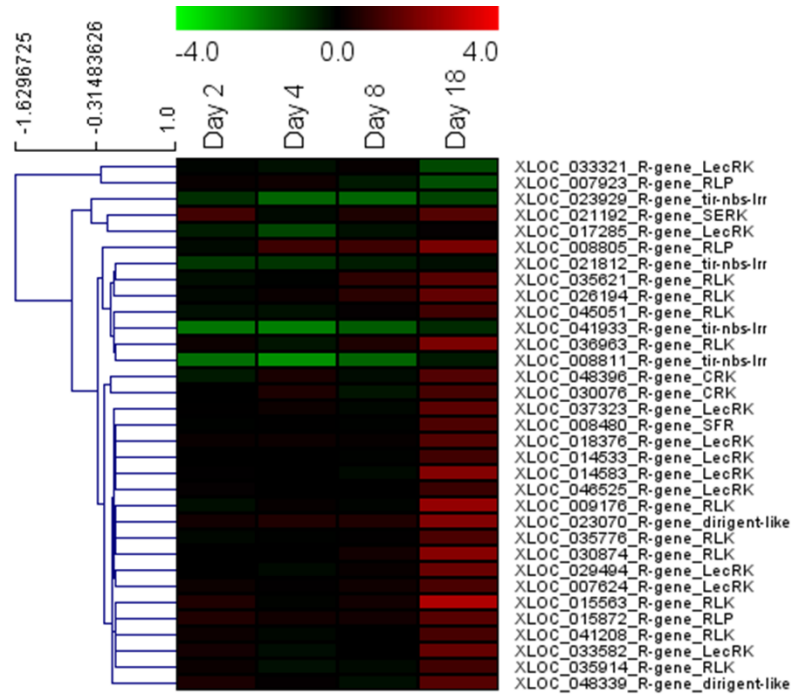 -1.6296725
-0.31483626
1.0
-4.0 0.0 4.0
Day 2 Day 4 Day 8 Day 18
XLOC_033321_R-gene_LecRK
XLOC_007923_R-gene_RLP
XLOC_023929_R-gene_tir-nbs-lrr
XLOC_021192_R-gene_SERK
XLOC_017285_R-gene_LecRK
XLOC_008805_R-gene_RLP
XLOC_021812_R-gene_tir-nbs-lrr
XLOC_035621_R-gene_RLK
XLOC_026194_R-gene_RLK
XLOC_045051_R-gene_RLK
XLOC_041933_R-gene_tir-nbs-lrr
XLOC_036963_R-gene_RLK
XLOC_008811_R-gene_tir-nbs-lrr
XLOC_048396_R-gene_CRK
XLOC_030076_R-gene_CRK
XLOC_037323_R-gene_LecRK
XLOC_008480_R-gene_SFR
XLOC_018376_R-gene_LecRK
XLOC_014533_R-gene_LecRK
XLOC_014583_R-gene_LecRK
XLOC_046525_R-gene_LecRK
XLOC_009176_R-gene_RLK
XLOC_023070_R-gene_dirigent-like
XLOC_035776_R-gene_RLK
XLOC_030874_R-gene_RLK
XLOC_029494_R-gene_LecRK
XLOC_007624_R-gene_LecRK
XLOC_015563_R-gene_RLK
XLOC_015872_R-gene_RLP
XLOC_041208_R-gene_RLK
XLOC_033582_R-gene_LecRK
XLOC_035914_R-gene_RLK
XLOC_048339_R-gene_dirigent-like